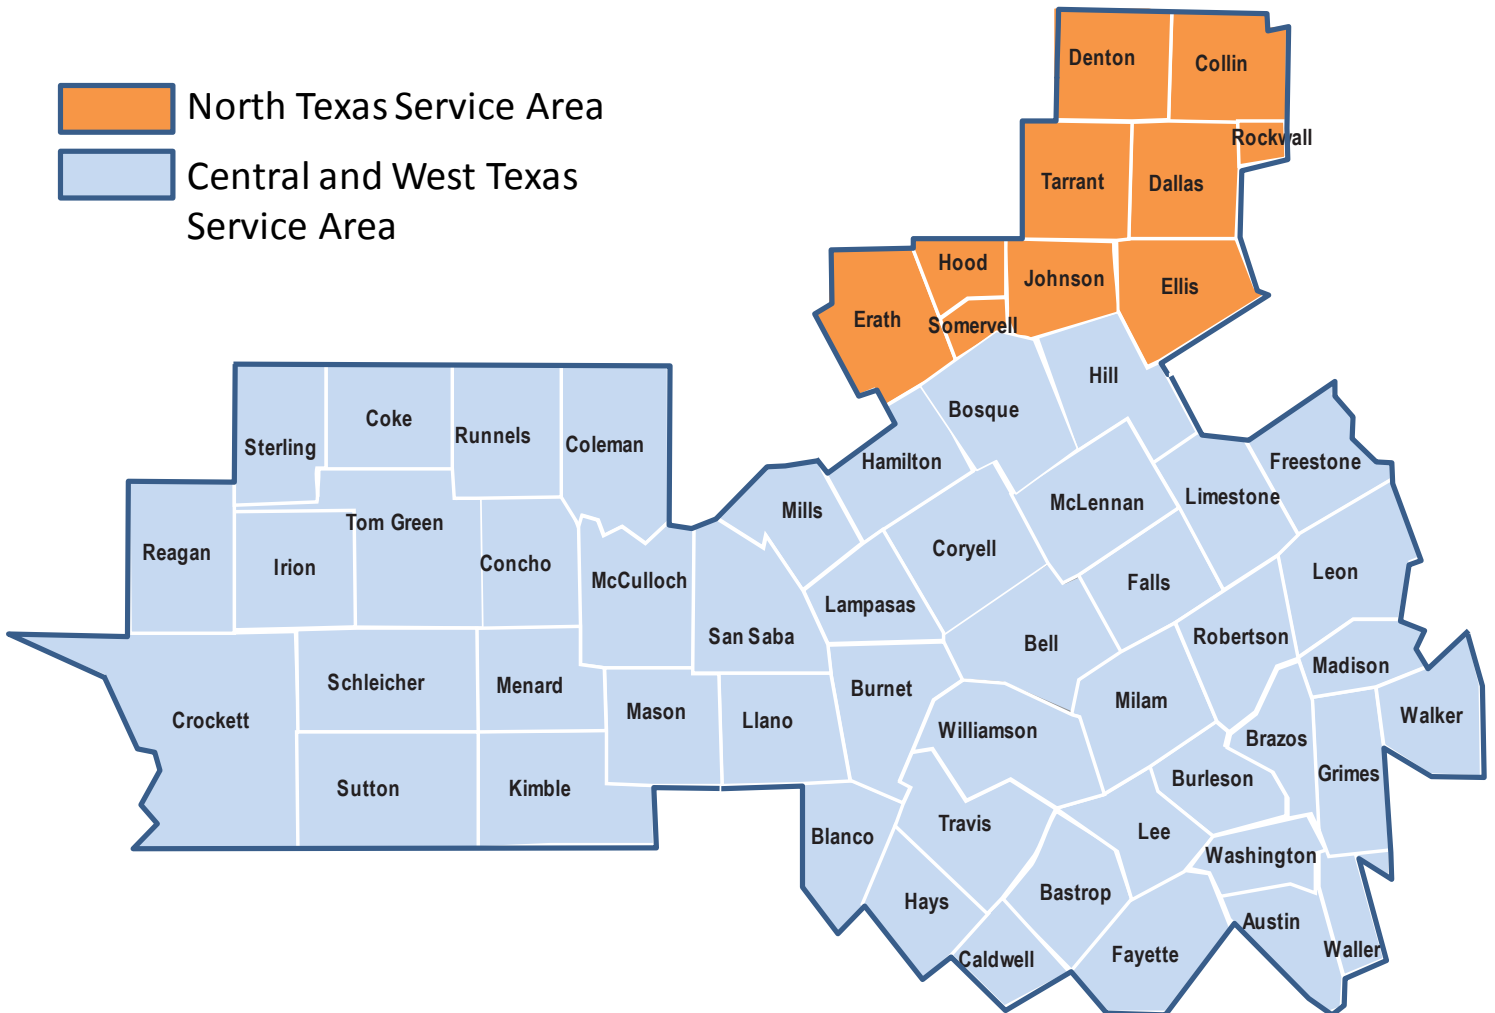 North Texas Service Area
Central and West Texas
Service Area
Denton
Collin
Rockwall
Tarrant
Dallas
Hood
Johnson
Ellis
Erath
Somervell
Hill
Bosque
Coke
Runnels
Sterling
Coleman
Hamilton
Freestone
Limestone
McLennan
Mills
Tom Green
Reagan
Irion
Concho
Coryell
McCulloch
Falls
Leon
Lampasas
San Saba
Bell
Robertson
Madison
Schleicher
Menard
Burnet
Milam
Mason
Llano
Crockett
Williamson
Walker
Brazos
Grimes
Burleson
Sutton
Kimble
Travis
Lee
Blanco
Washington
Bastrop
Hays
Austin
Waller
Fayette
Caldwell